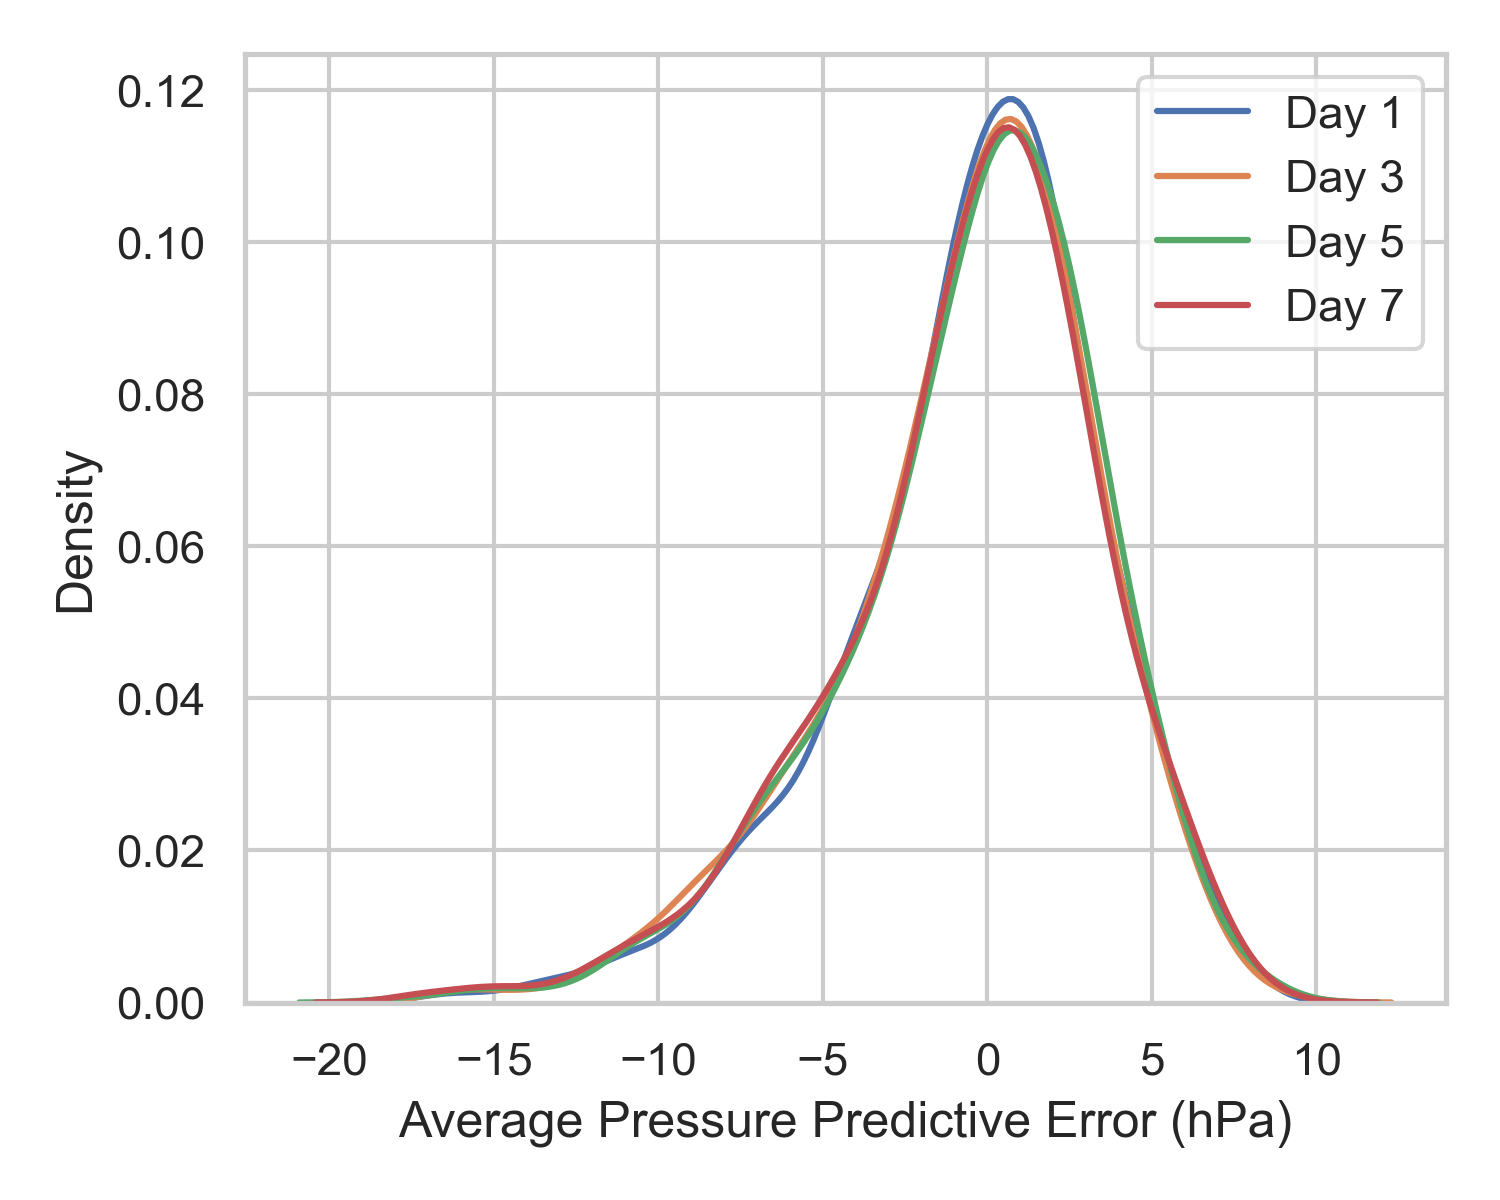 0.12
0.10
0.08
0.06
0.04
0.02
0.00
Density
−20 −15 −10 −5 0 5 10
Average Pressure Predictive Error (hPa)
Day 1
Day 3
Day 5
Day 7